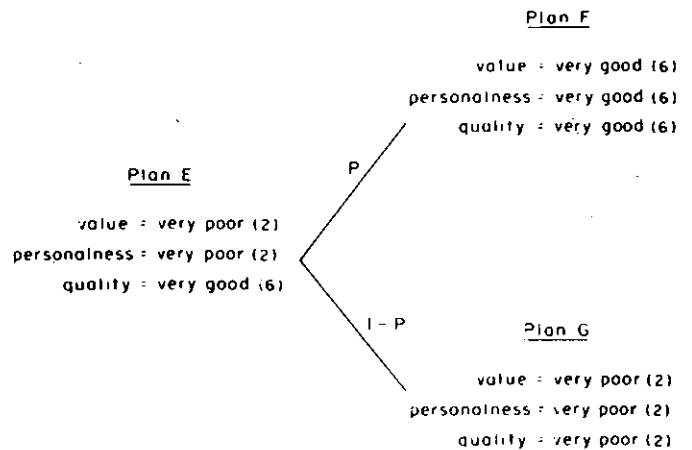 Plan F
value = very good (6)
personalness = very good (6)
quality = very good (6)
P
Plan E
value = very poor (2)
personalness = very poor (2)
quality = very good (6)
1 - P
Plan G
value = very poor (2)
personalness = very poor (2)
quality = very poor (2)